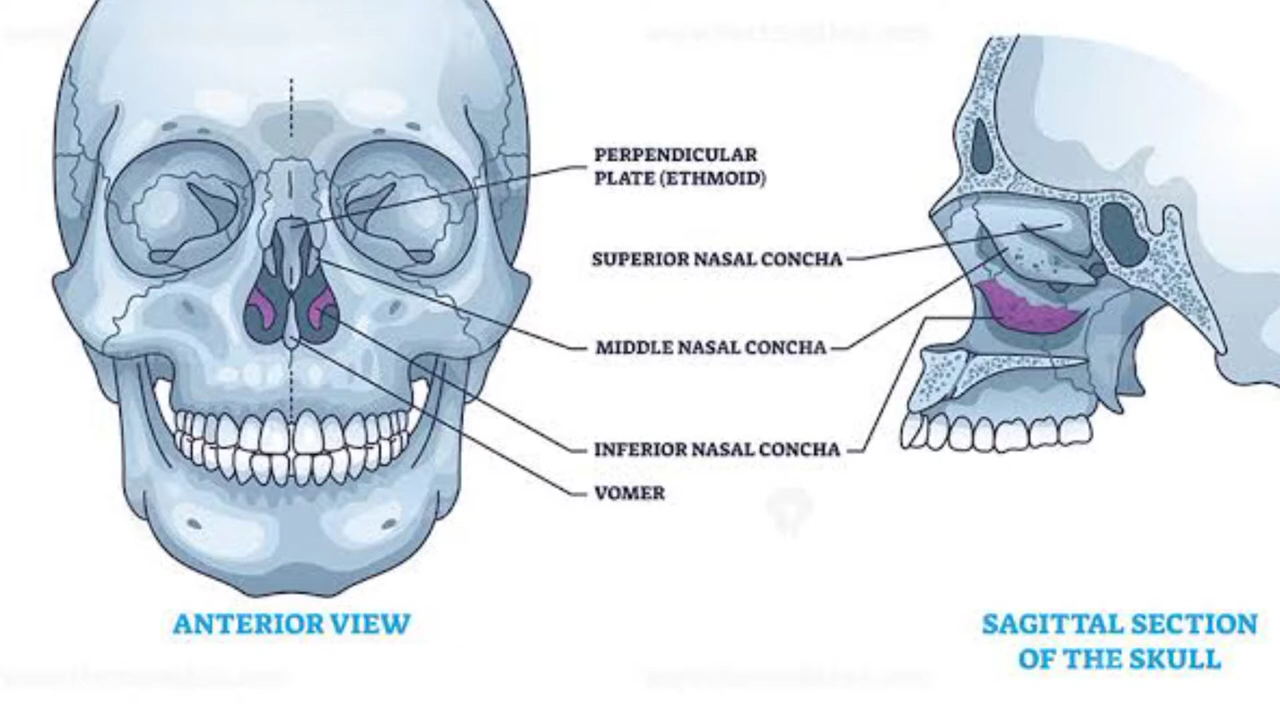 PERPENDICULAR
PLATE (ETHMOID)
SUPERIOR NASAL CONCHA
MIDDLE NASAL CONCHA
INFERIOR NASAL CONCHA
VOMER
ANTERIOR VIEW
SAGITTAL SECTION
OF THE SKULL